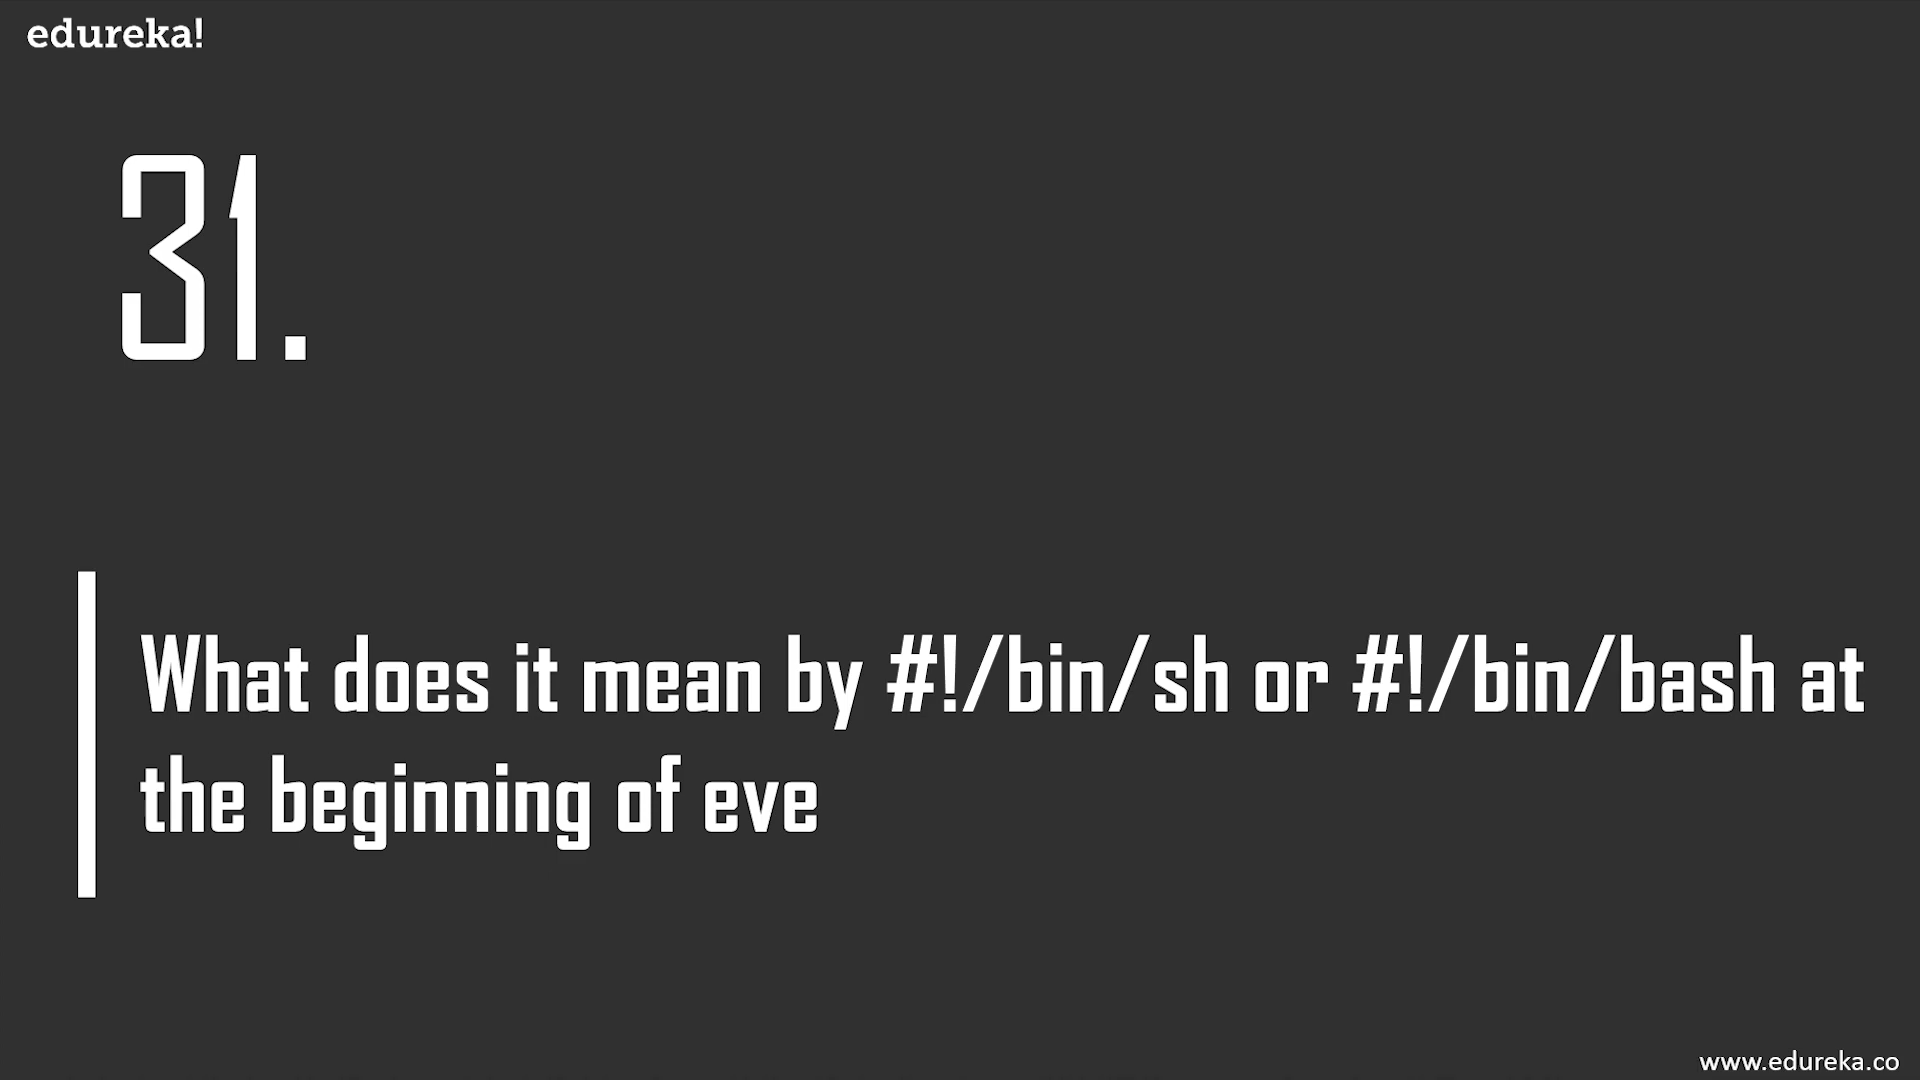 edureka!
31.
What does it mean by #!/bin/sh or #!/bin/bash at
the beginning of eve
www.edureka.co